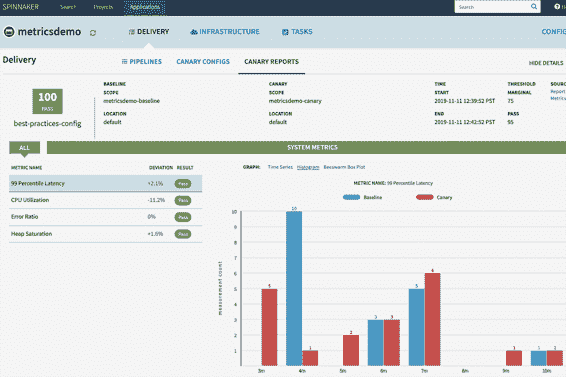 SPINNAKER Search Projects Applications Search
metricsdemo DELIVERY INFRASTRUCTURE TASKS CONFIG
Delivery PIPELINES CANARY CONFIGS CANARY REPORTS HIDE DETAILS
100
PASS
best-practices-config
BASELINE CANARY TIME THRESHOLD
SCOPE SCOPE START MARGINAL Report
metricsdemo-baseline metricsdemo-canary 2019-11-11 12:39:52 PST 75
LOCATION LOCATION END PASS
default default 2019-11-11 12:42:52 PST 95
ALL SYSTEM METRICS
METRIC NAME DEVIATION RESULT
GRAPH: Time Series Histogram Beeswarm Box Plot
99 Percentile Latency +2.1% Pass
CPU Utilization -11.2% Pass
Error Ratio 0% Pass
Heap Saturation +1.5% Pass
METRIC NAME: 99 Percentile Latency
Baseline Canary
measurement count
10 9 8 7 6 5 4 3 2 1
5 10 1 2 3 3 5 6 1 1 1
3m 4m 5m 6m 7m 8m 9m 10m